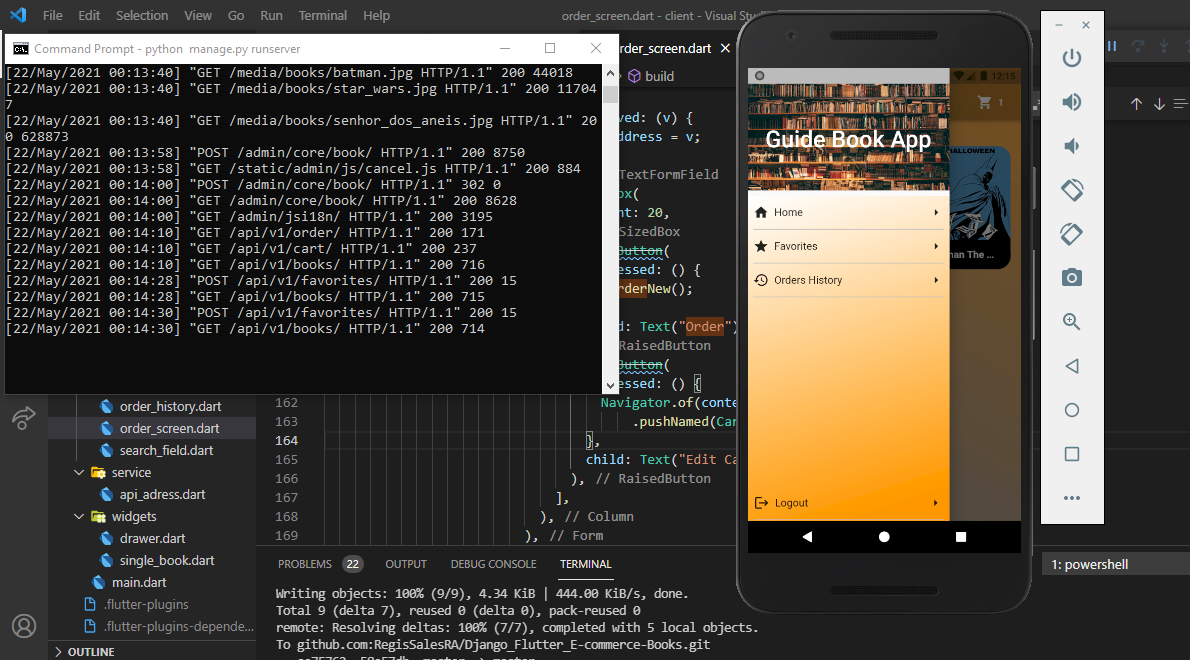 File Edit Selection View Go Run Terminal Help
order_screen.dart - client - Visual Stu
Command Prompt - python manage.py runserver
[22/May/2021 00:13:40] "GET /media/books/batman.jpg HTTP/1.1" 200 44018
[22/May/2021 00:13:40] "GET /media/books/star_wars.jpg HTTP/1.1" 200 11704
7
[22/May/2021 00:13:40] "GET /media/books/senhor_dos_aneis.jpg HTTP/1.1" 20
0 628873
[22/May/2021 00:13:58] "POST /admin/core/book/ HTTP/1.1" 200 8750
[22/May/2021 00:13:58] "GET /static/admin/js/cancel.js HTTP/1.1" 200 884
[22/May/2021 00:14:00] "POST /admin/core/book/ HTTP/1.1" 302 0
[22/May/2021 00:14:00] "GET /admin/core/book/ HTTP/1.1" 200 8628
[22/May/2021 00:14:00] "GET /admin/jsi18n/ HTTP/1.1" 200 3195
[22/May/2021 00:14:10] "GET /api/v1/order/ HTTP/1.1" 200 171
[22/May/2021 00:14:10] "GET /api/v1/cart/ HTTP/1.1" 200 237
[22/May/2021 00:14:10] "GET /api/v1/books/ HTTP/1.1" 200 716
[22/May/2021 00:14:28] "POST /api/v1/favorites/ HTTP/1.1" 200 15
[22/May/2021 00:14:28] "GET /api/v1/books/ HTTP/1.1" 200 715
[22/May/2021 00:14:30] "POST /api/v1/favorites/ HTTP/1.1" 200 15
[22/May/2021 00:14:30] "GET /api/v1/books/ HTTP/1.1" 200 714
rder_screen.dart
build
ved: (v) {
ddress = v;
TextFormField
ox(
nt: 20,
SizedBox
Button(
essed: () {
rderNew();
d: Text("Order")
RaisedButton
Button(
essed: () {
162 Navigator.of(conte
163 .pushNamed(Car
164 },
165 child: Text("Edit Ca
166 ), // RaisedButton
167 ],
168 ), // Column
169 ), // Form
order_history.dart
order_screen.dart
search_field.dart
service
api_adress.dart
widgets
drawer.dart
single_book.dart
main.dart
.flutter-plugins
.flutter-plugins-depende...
OUTLINE
PROBLEMS 22 OUTPUT DEBUG CONSOLE TERMINAL
1: powershell
Writing objects: 100% (9/9), 4.34 KiB | 444.00 KiB/s, done.
Total 9 (delta 7), reused 0 (delta 0), pack-reused 0
remote: Resolving deltas: 100% (7/7), completed with 5 local objects.
To github.com:RegisSalesRA/Django_Flutter_E-commerce-Books.git
12:15
1
Guide Book App
Home
Favorites
Orders History
Logout
HALLOWEEN
nan The ...